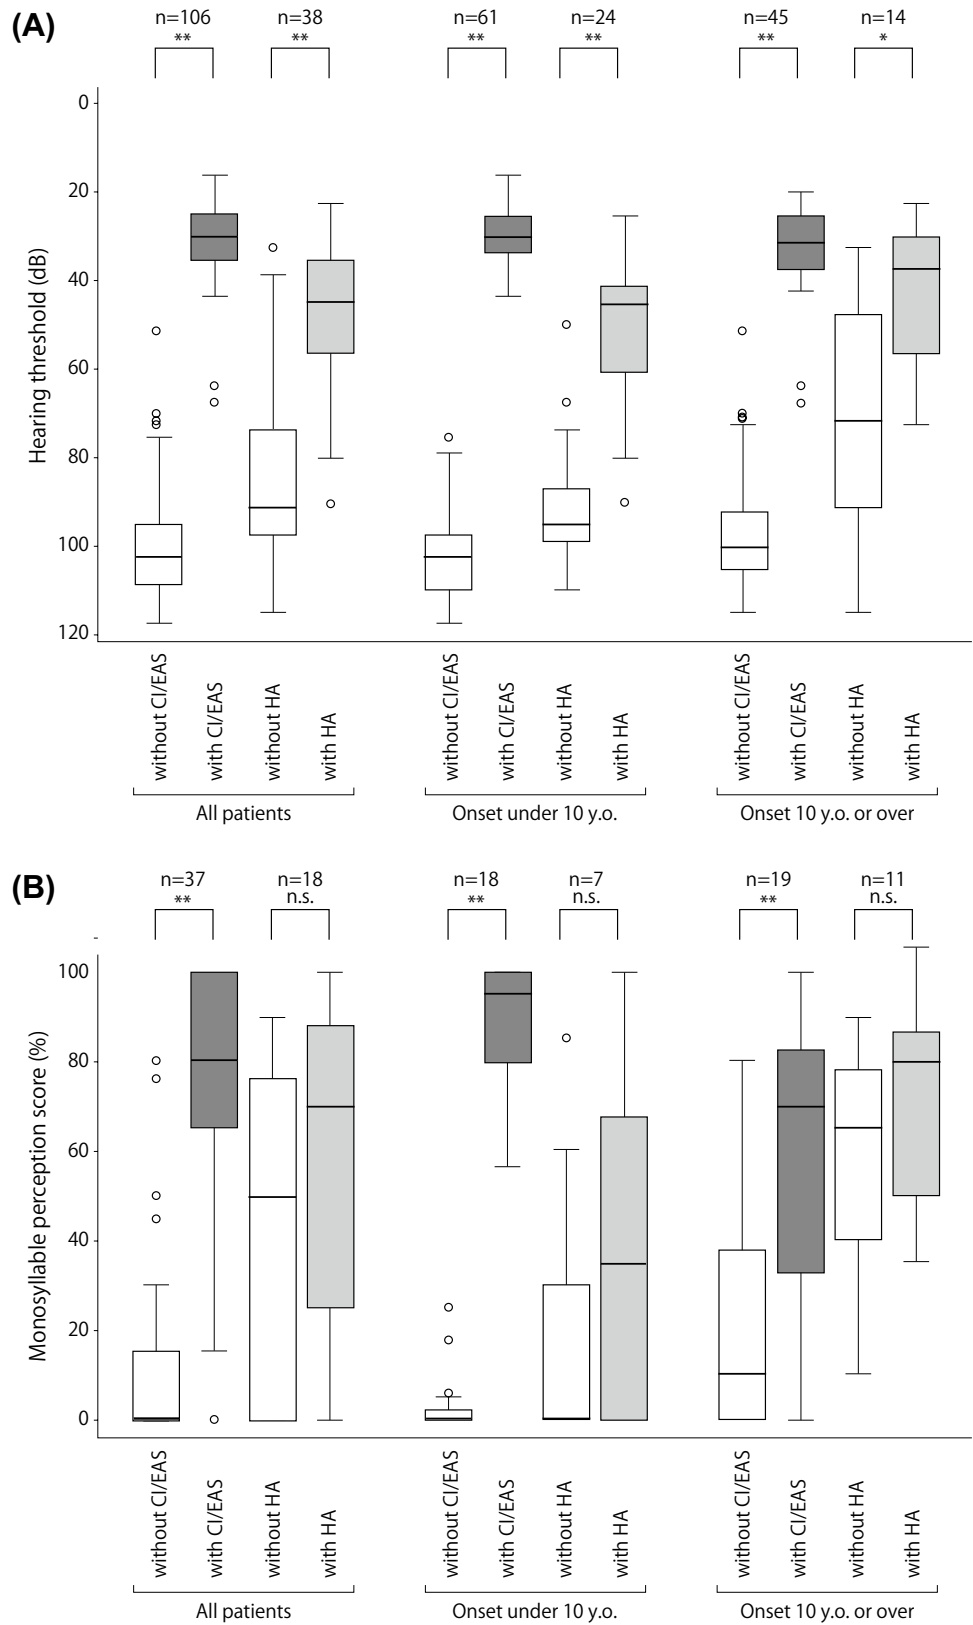 (A)
n=106 n=38 n=61 n=24 n=45 n=14
** ** ** ** ** *
Hearing threshold (dB)
0
20
40
60
80
100
120
without CI/EAS with CI/EAS without HA with HA without CI/EAS with CI/EAS without HA with HA without CI/EAS with CI/EAS without HA with HA
All patients Onset under 10 y.o. Onset 10 y.o. or over
(B)
n=37 n=18 n=18 n=7 n=19 n=11
** n.s. ** n.s. ** n.s.
Monosyllable perception score (%)
100
80
60
40
20
0
without CI/EAS with CI/EAS without HA with HA without CI/EAS with CI/EAS without HA with HA without CI/EAS with CI/EAS without HA with HA
All patients Onset under 10 y.o. Onset 10 y.o. or over